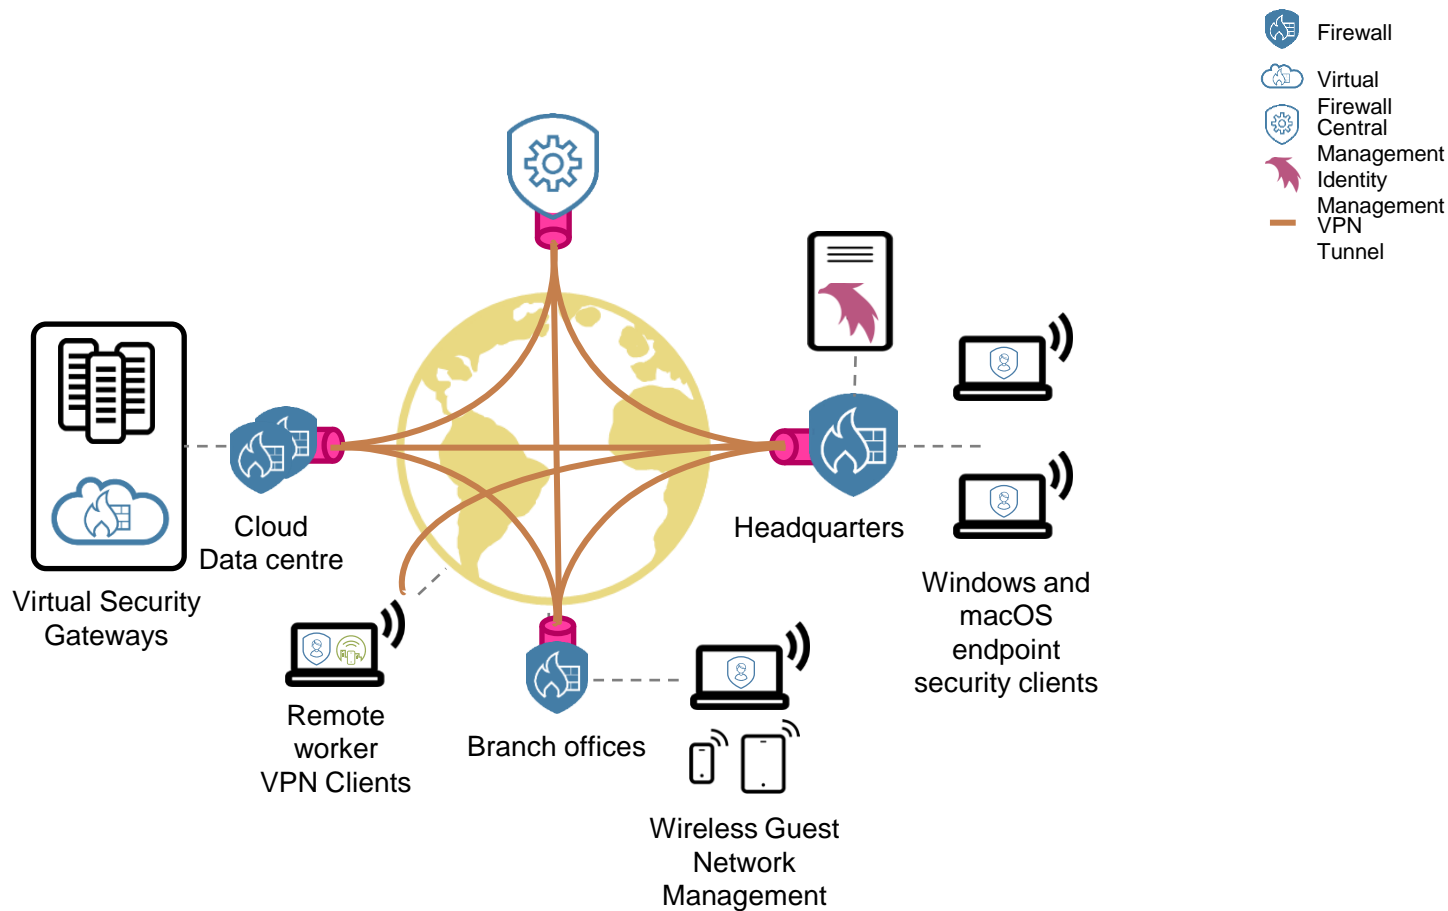 Firewall
Virtual
Firewall
Central
Management
Identity
Management
VPN
Tunnel
Cloud
Data centre
Headquarters
Virtual Security
Gateways
Windows and
macOS
endpoint
security clients
Remote
worker
VPN Clients
Branch offices
Wireless Guest
Network
Management